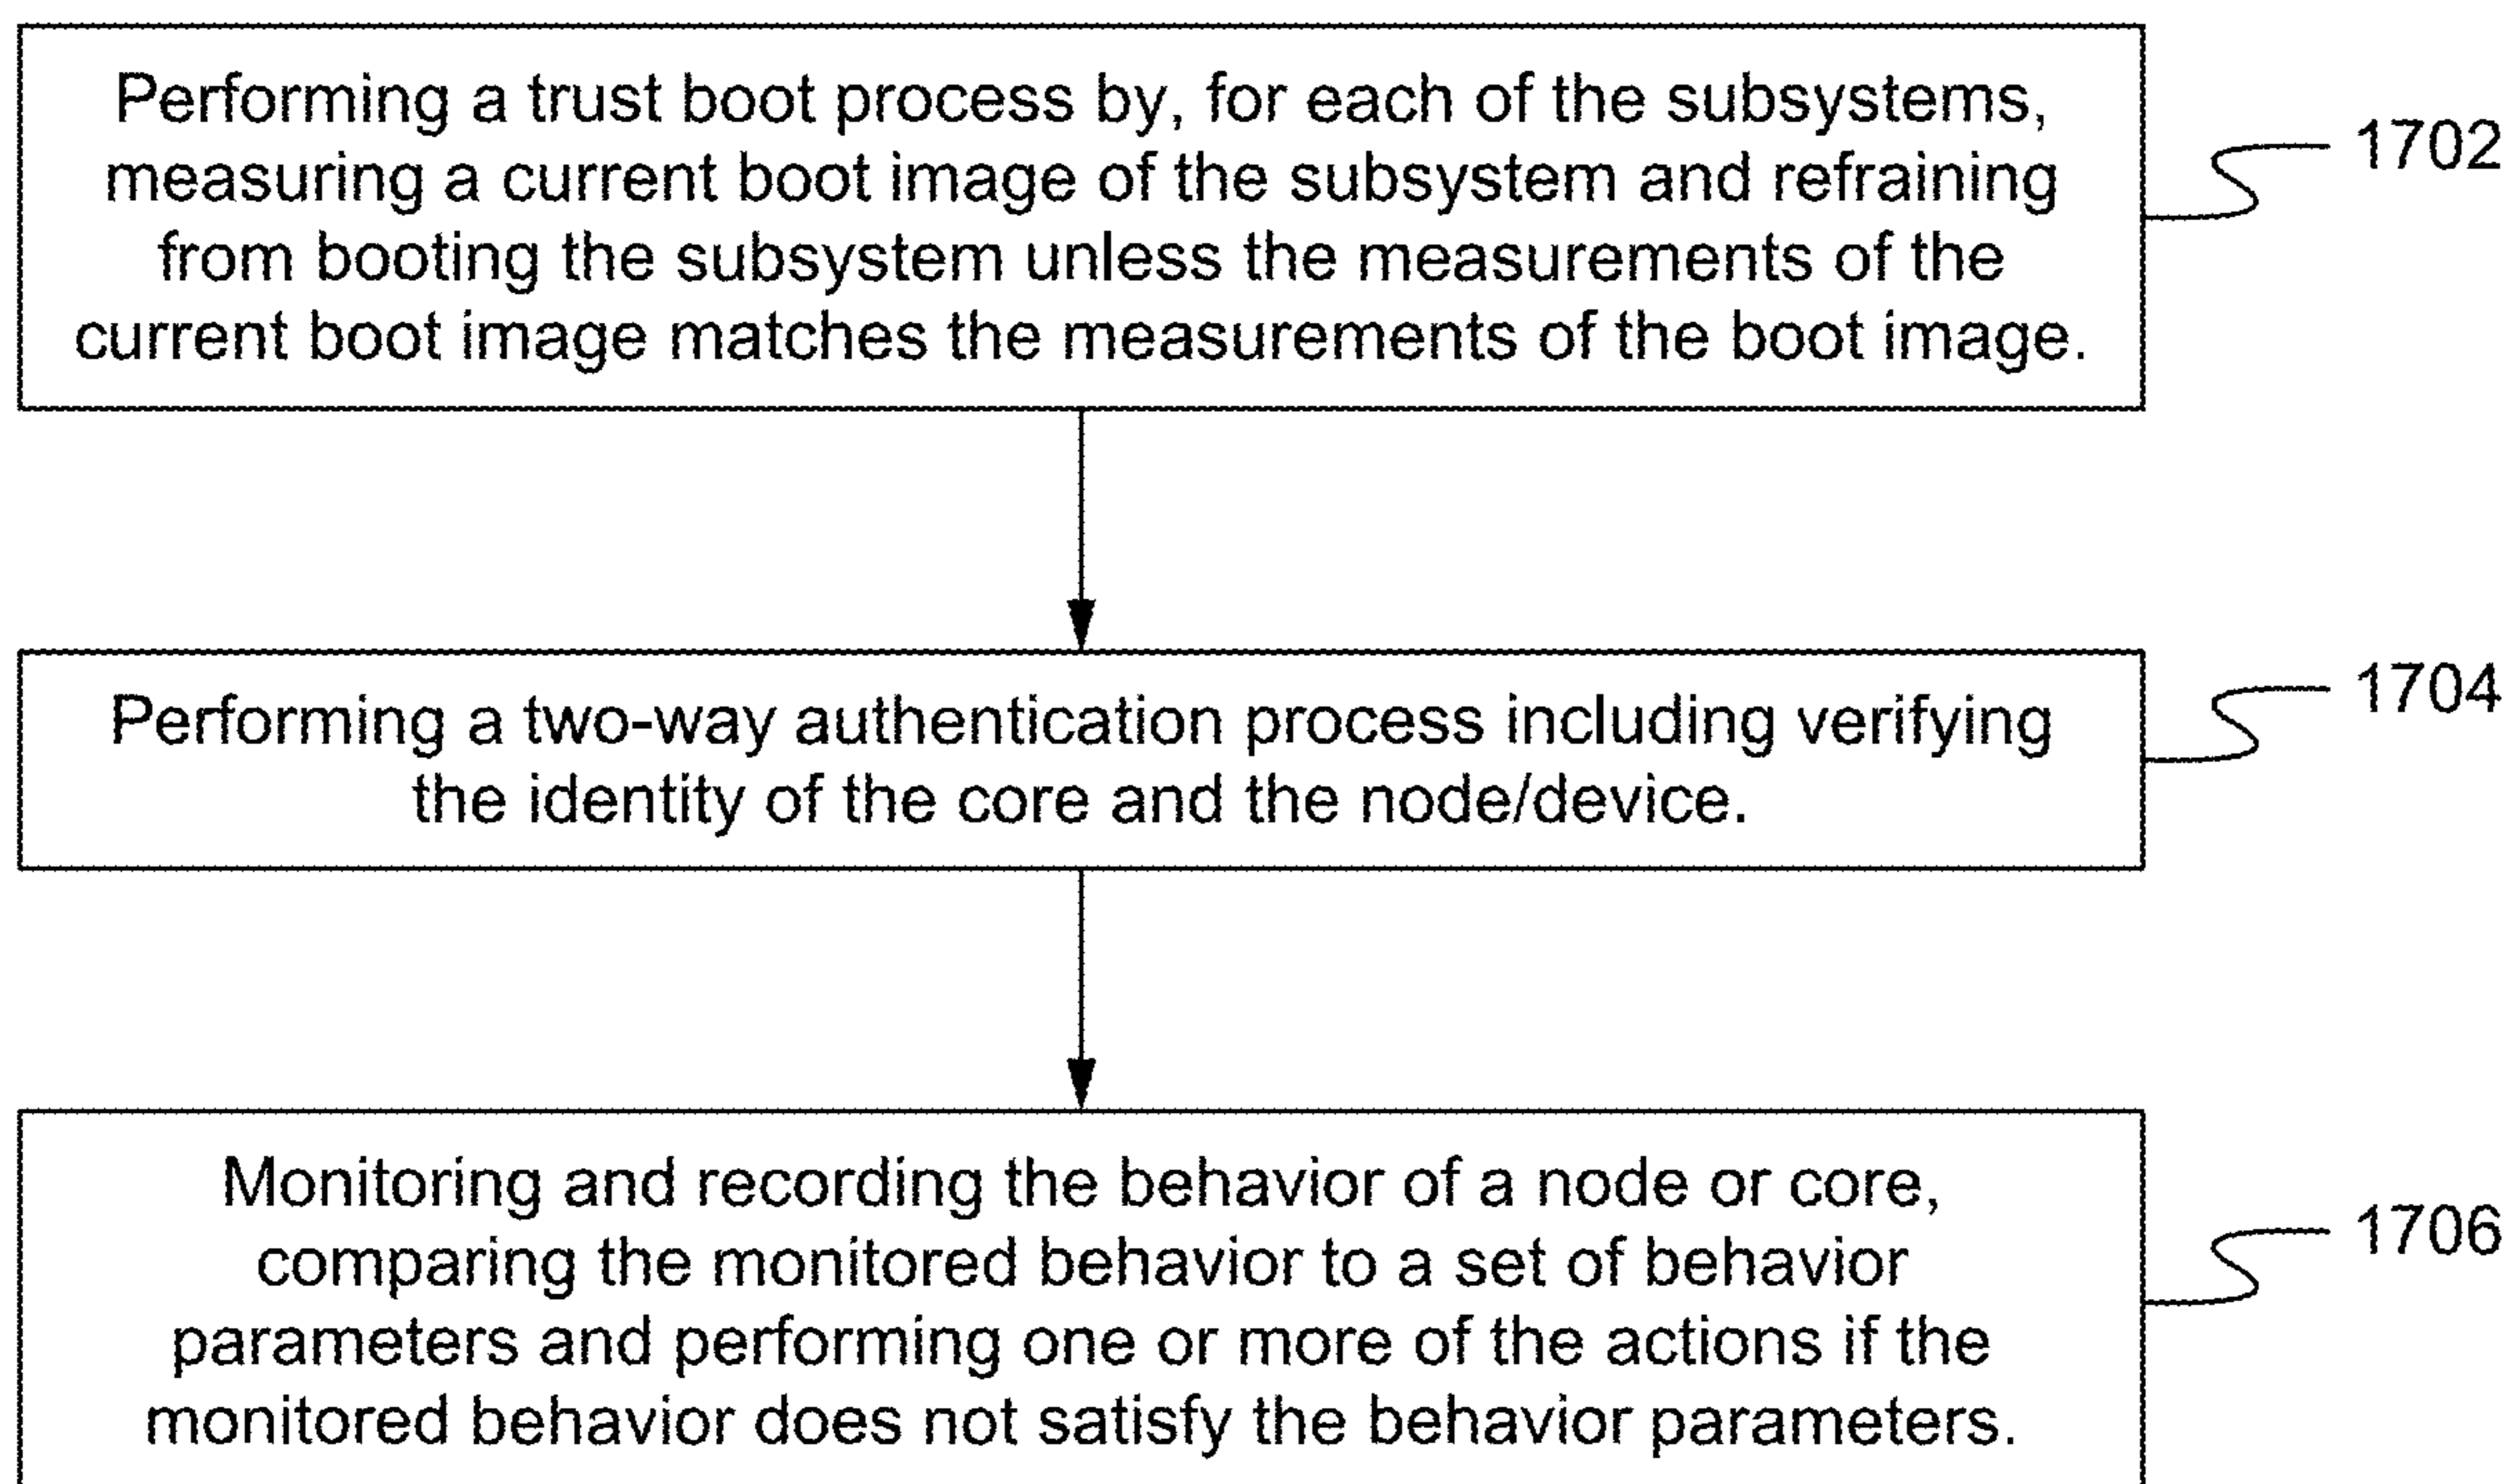 Performing a trust boot process by, for each of the subsystems,
measuring a current boot image of the subsystem and refraining
from booting the subsystem unless the measurements of the
current boot image matches the measurements of the boot image.
1702
Performing a two-way authentication process including verifying
the identity of the core and the node/device.
1704
Monitoring and recording the behavior of a node or core,
comparing the monitored behavior to a set of behavior
parameters and performing one or more of the actions if the
monitored behavior does not satisfy the behavior parameters.
1706